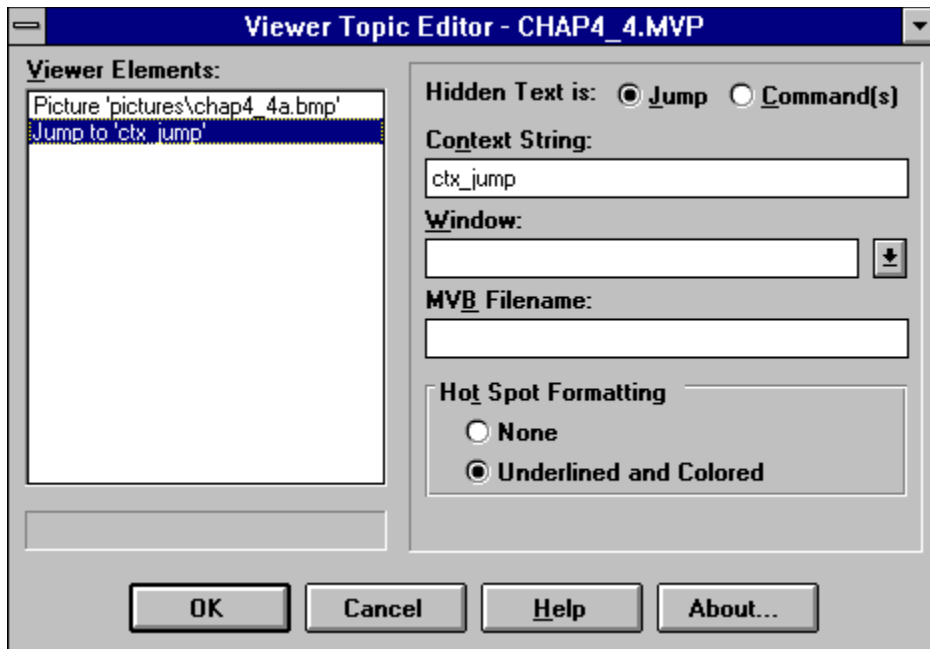 Viewer Topic Editor - CHAP4_4.MVP
Viewer Elements:
Picture 'pictures\chap4_4a.bmp'
Jump to 'ctx_jump'
Hidden Text is: Jump Command(s)
Context String:
ctx_jump
Window:
MVB Filename:
Hot Spot Formatting
None
Underlined and Colored
OK Cancel Help About...